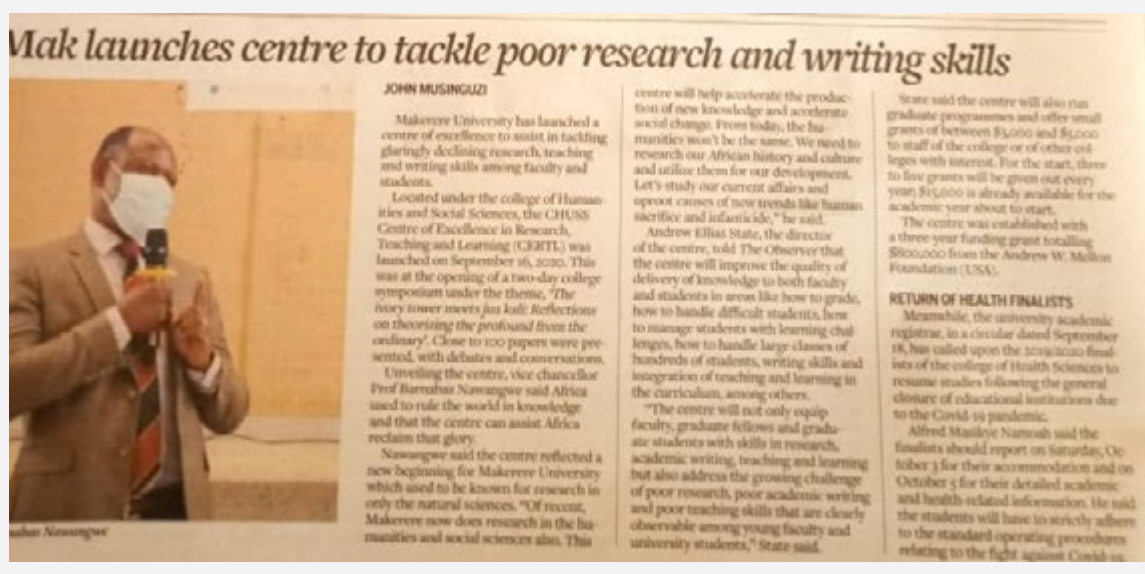 Mak launches centre to tackle poor research and writing skills
JOHN MUSINGUZI
Makerere University has launched a
centre of excellence to assist in tackling
glaringly declining research, teaching
and writing skills among faculty and
students.
Located under the college of Human-
ities and Social Sciences, the CHUSS
Centre of Excellence in Research,
Teaching and Learning (CERTL) was
launched on September 16, 2020. This
was at the opening of a two-day college
symposium under the theme, 'The
ivory tower meets jua kali: Reflections
on theorizing the profound from the
ordinary'. Close to 100 papers were pre-
sented, with debates and conversations.
Unveiling the centre, vice chancellor
Prof Barnabas Nawangwe said Africa
used to rule the world in knowledge
and that the centre can assist Africa
reclaim that glory.
Nawangwe said the centre reflected a
new beginning for Makerere University
which used to be known for research in
only the natural sciences. "Of recent,
Makerere now does research in the hu-
manities and social sciences also. This
centre will help accelerate the produc-
tion of new knowledge and accelerate
social change. From today, the hu-
manities won't be the same. We need to
research our African history and culture
and utilize them for our development.
Let's study our current affairs and
uproot causes of new trends like human
sacrifice and infanticide," he said.
Andrew Ellias State, the director
of the centre, told The Observer that
the centre will improve the quality of
delivery of knowledge to both faculty
and students in areas like how to grade,
how to handle difficult students, how
to manage students with learning chal-
lenges, how to handle large classes of
hundreds of students, writing skills and
integration of teaching and learning in
the curriculum, among others.
"The centre will not only equip
faculty, graduate fellows and gradu-
ate students with skills in research,
academic writing, teaching and learning
but also address the growing challenge
of poor research, poor academic writing
and poor teaching skills that are clearly
observable among young faculty and
university students," State said.
State said the centre will also run
graduate programmes and offer small
grants of between $3,000 and $5,000
to staff of the college or of other col-
leges with interest. For the start, three
to five grants will be given out every
year; $15,000 is already available for the
academic year about to start.
The centre was established with
a three-year funding grant totalling
$800,000 from the Andrew W. Mellon
Foundation (USA).
RETURN OF HEALTH FINALISTS
Meanwhile, the university academic
registrar, in a circular dated September
18, has called upon the 2019/2020 final-
ists of the college of Health Sciences to
resume studies following the general
closure of educational institutions due
to the Covid-19 pandemic.
Alfred Masikye Namoah said the
finalists should report on Saturday, Oc-
tober 3 for their accommodation and on
October 5 for their detailed academic
and health-related information. He said
the students will have to strictly adhere
to the standard operating procedures
relating to the fight against Covid-19.
Nawangwe